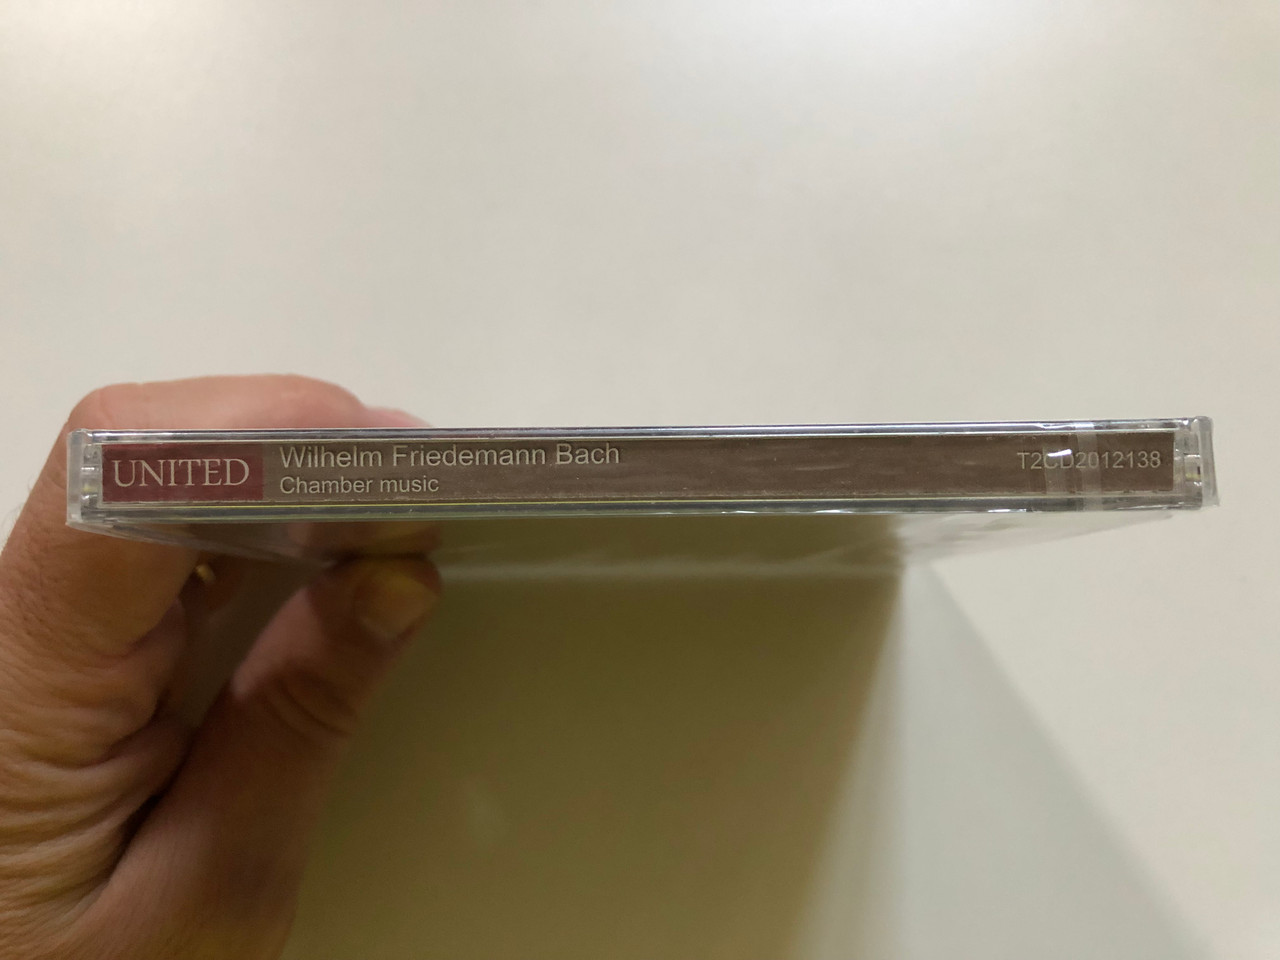 UNITED
Wilhelm Friedemann Bach
Chamber music
T2CD2012138